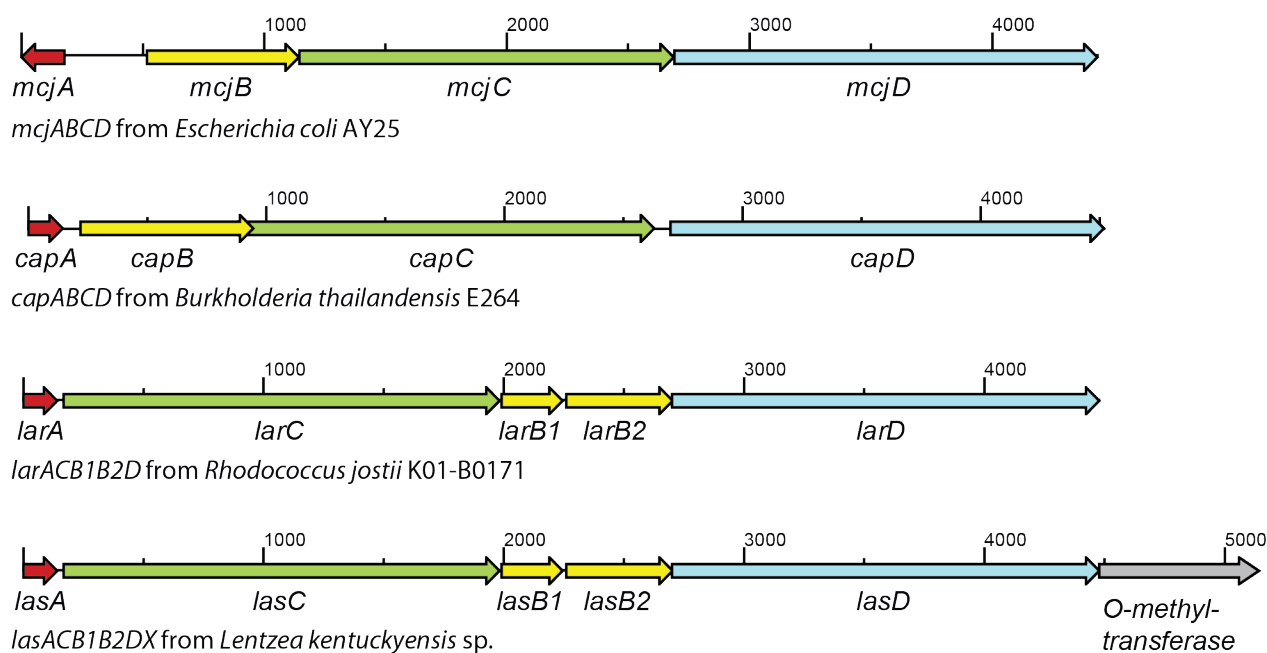 1000 2000 3000 4000
mcjA mcjB mcjC mcjD
mcjABCD from Escherichia coli AY25
1000 2000 3000 4000
capA capB capC capD
capABCD from Burkholderia thailandensis E264
1000 2000 3000 4000
larA larC larB1 larB2 larD
larACB1B2D from Rhodococcus jostii K01-B0171
1000 2000 3000 4000 5000
lasA lasC lasB1 lasB2 lasD O-methyl-
transferase
lasACB1B2DX from Lentzea kentuckyensis sp.